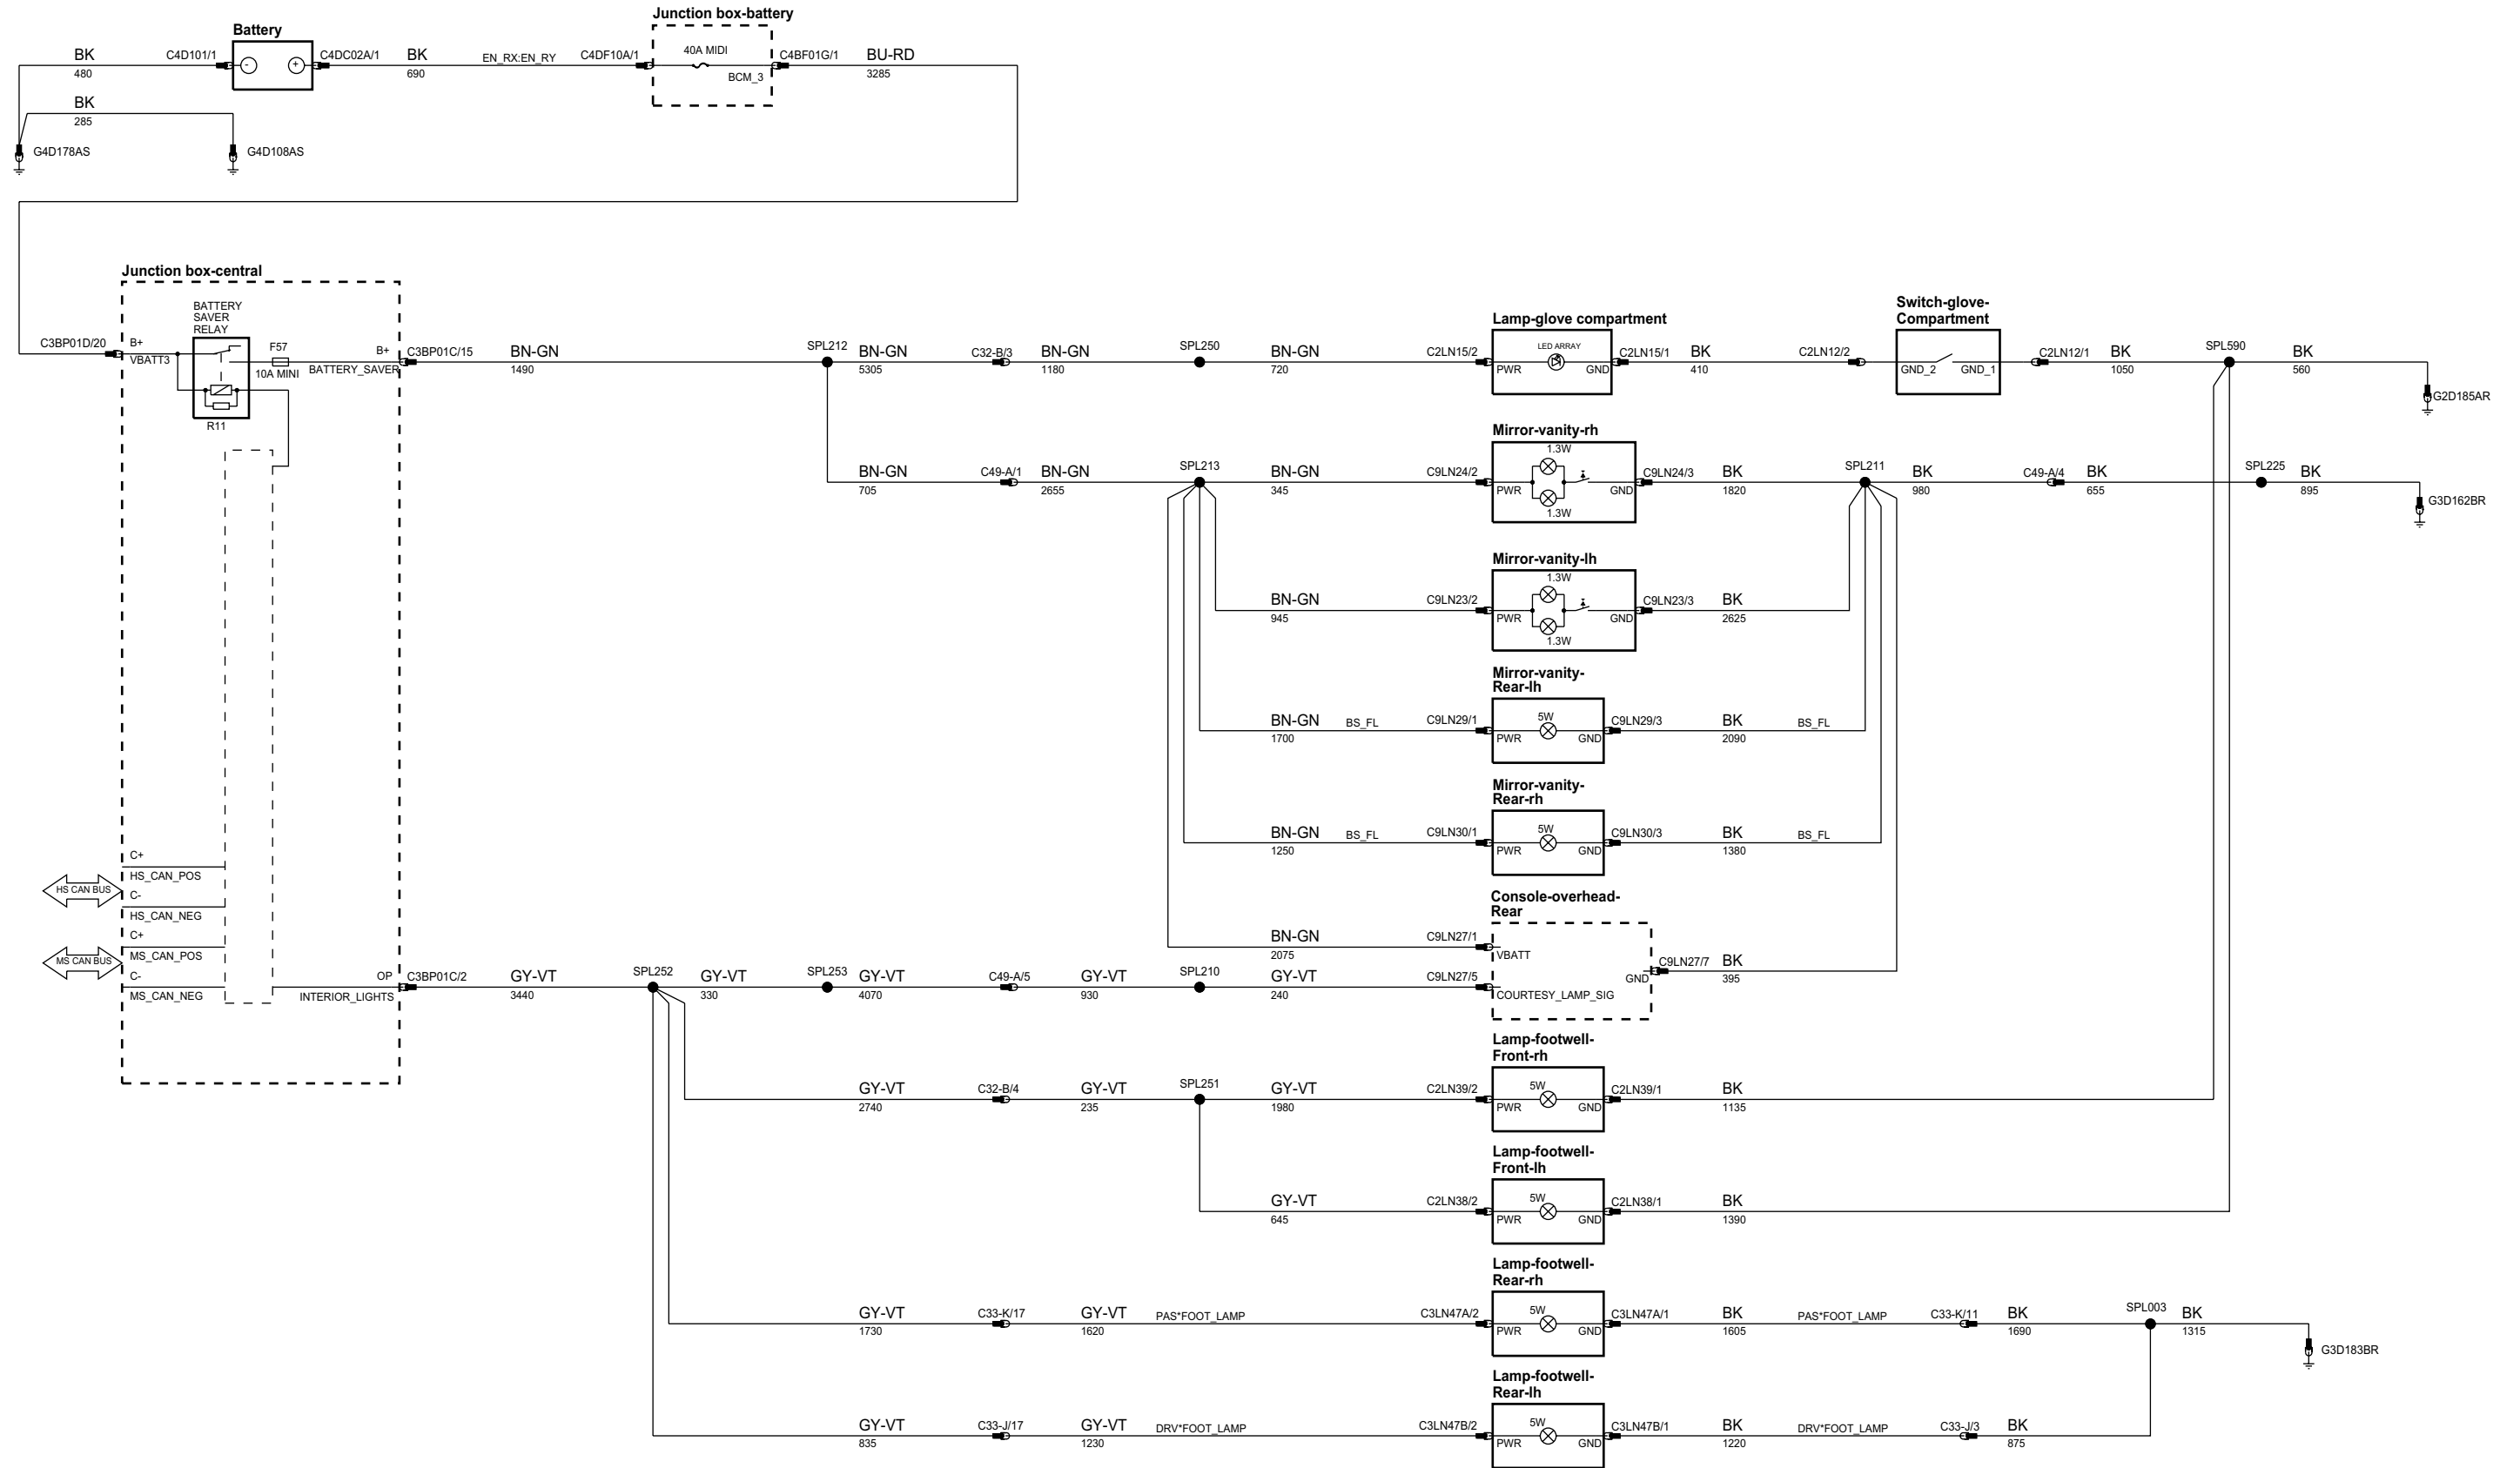 Junction box-battery
Battery
BK
480
C4D101/1
-
+
C4DC02A/1
BK
690
EN_RX:EN_RY
C4DF10A/1
40A MIDI
BCM_3
C4BF01G/1
BU-RD
3285
BK
285
G4D178AS
G4D108AS
Junction box-central
BATTERY
SAVER
RELAY
C3BP01D/20
B+
VBATT3
F57
10A MINI
R11
B+
BATTERY_SAVER
C3BP01C/15
BN-GN
1490
SPL212
BN-GN
5305
C32-B/3
BN-GN
1180
SPL250
BN-GN
720
C2LN15/2
Lamp-glove compartment
LED ARRAY
PWR
GND
C2LN15/1
BK
410
C2LN12/2
Switch-glove-
Compartment
GND_2
GND_1
C2LN12/1
BK
1050
SPL590
BK
560
G2D185AR
BN-GN
705
C49-A/1
BN-GN
2655
SPL213
BN-GN
345
C9LN24/2
Mirror-vanity-rh
1.3W
PWR
GND
1.3W
C9LN24/3
BK
1820
SPL211
BK
980
C49-A/4
BK
655
SPL225
BK
895
G3D162BR
Mirror-vanity-lh
1.3W
BN-GN
945
C9LN23/2
PWR
GND
1.3W
C9LN23/3
BK
2625
Mirror-vanity-
Rear-lh
BN-GN
1700
BS_FL
C9LN29/1
5W
PWR
GND
C9LN29/3
BK
2090
BS_FL
Mirror-vanity-
Rear-rh
BN-GN
1250
BS_FL
C9LN30/1
5W
PWR
GND
C9LN30/3
BK
1380
BS_FL
C+
HS_CAN_POS
HS CAN BUS
C-
HS_CAN_NEG
C+
MS_CAN_POS
MS CAN BUS
C-
MS_CAN_NEG
Console-overhead-
Rear
BN-GN
2075
C9LN27/1
VBATT
GND
C9LN27/7
BK
395
OP
INTERIOR_LIGHTS
C3BP01C/2
GY-VT
3440
SPL252
GY-VT
330
SPL253
GY-VT
4070
C49-A/5
GY-VT
930
SPL210
GY-VT
240
C9LN27/5
COURTESY_LAMP_SIG
Lamp-footwell-
Front-rh
GY-VT
2740
C32-B/4
GY-VT
235
SPL251
GY-VT
1980
C2LN39/2
5W
PWR
GND
C2LN39/1
BK
1135
Lamp-footwell-
Front-lh
GY-VT
645
C2LN38/2
5W
PWR
GND
C2LN38/1
BK
1390
Lamp-footwell-
Rear-rh
GY-VT
1730
C33-K/17
GY-VT
1620
PAS*FOOT_LAMP
C3LN47A/2
5W
PWR
GND
C3LN47A/1
BK
1605
PAS*FOOT_LAMP
C33-K/11
BK
1690
SPL003
BK
1315
G3D183BR
Lamp-footwell-
Rear-lh
GY-VT
835
C33-J/17
GY-VT
1230
DRV*FOOT_LAMP
C3LN47B/2
5W
PWR
GND
C3LN47B/1
BK
1220
DRV*FOOT_LAMP
C33-J/3
BK
875